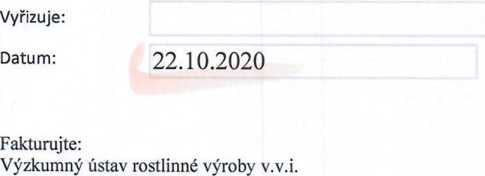 Vyřizuje:
Datum: 22.10.2020
Fakturujte:
Výzkumný ústav rostlinné výroby v.v.i.